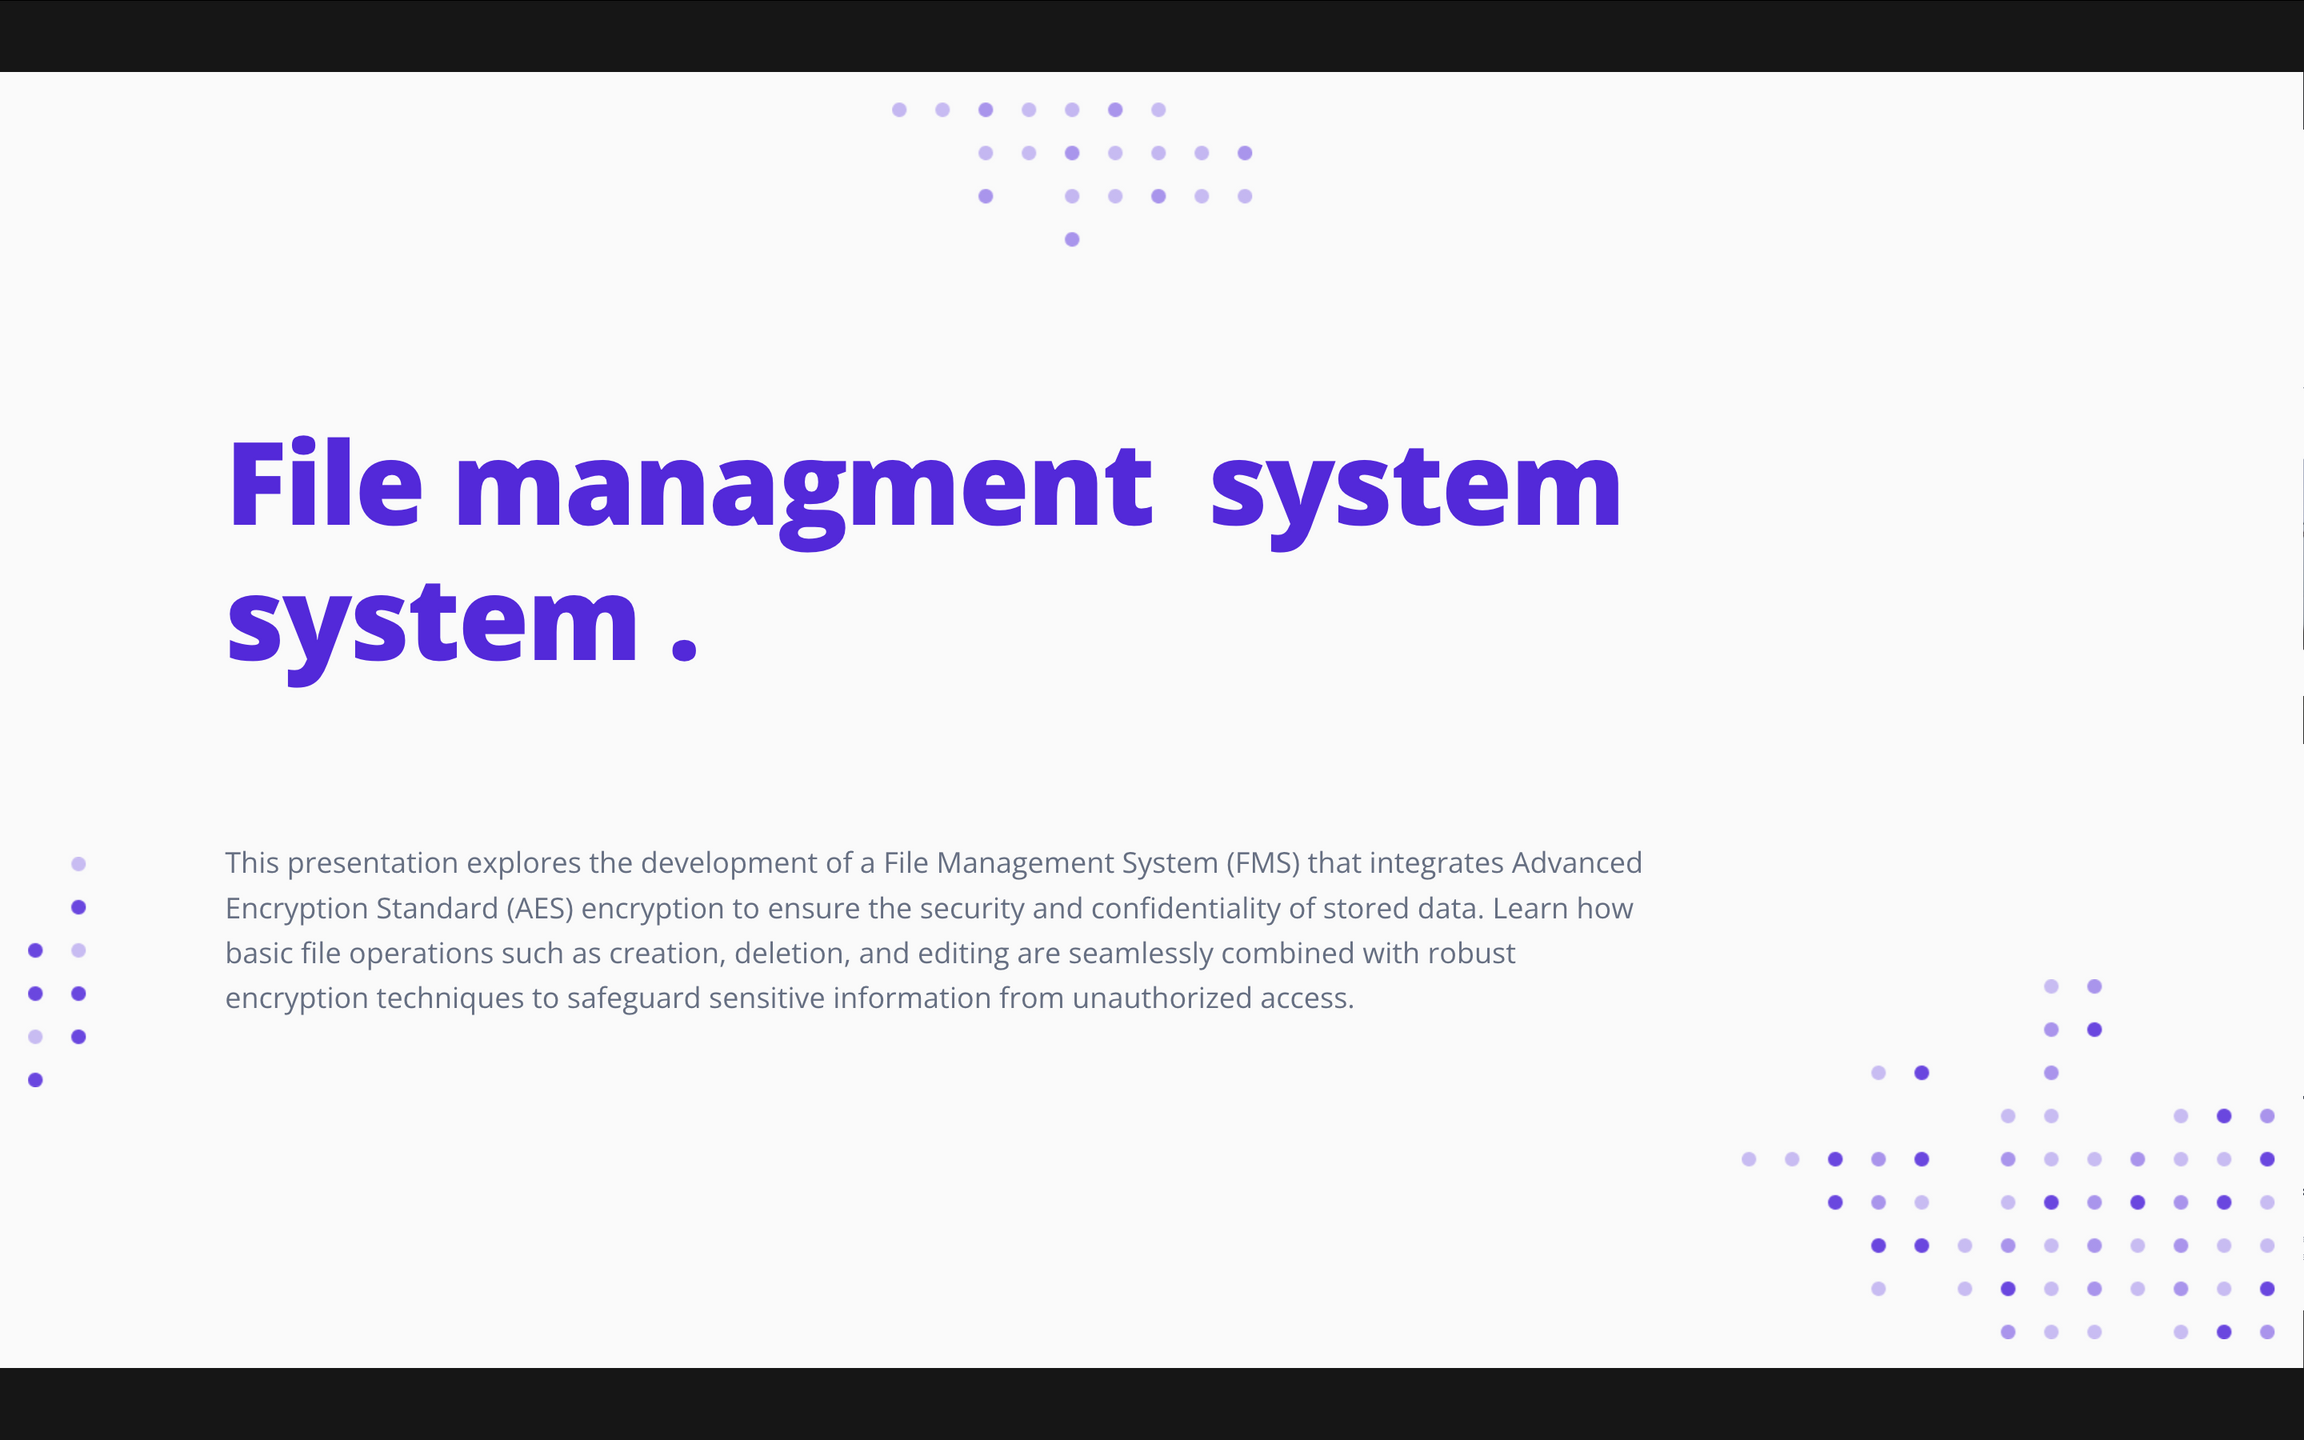 File managment  system
system .
This presentation explores the development of a File Management System (FMS) that integrates Advanced
Encryption Standard (AES) encryption to ensure the security and confidentiality of stored data. Learn how
basic file operations such as creation, deletion, and editing are seamlessly combined with robust
encryption techniques to safeguard sensitive information from unauthorized access.